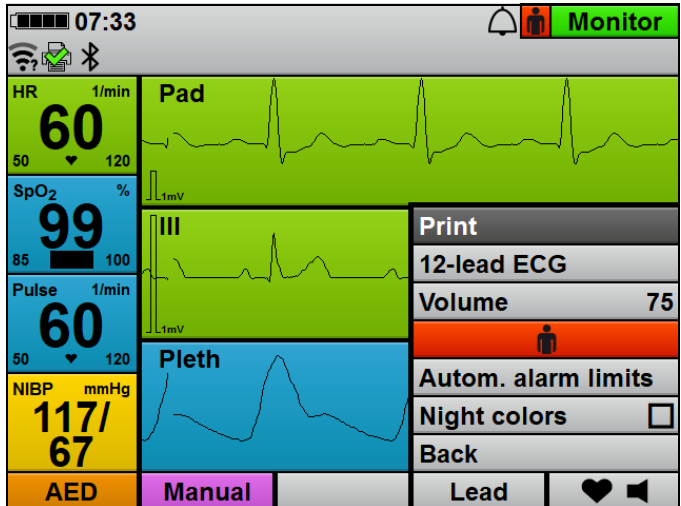 07:33
Monitor
?
HR 1/min
60
50 120
Pad
1mV
SpO2 %
99
85 100
III
1mV
Pulse 1/min
60
50 120
Pleth
NIBP mmHg
117/
67
Print
12-lead ECG
Volume 75
Autom. alarm limits
Night colors
Back
AED
Manual
Lead